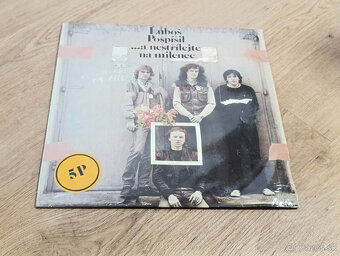 Luboš
Pospíšil
...a nestřílejte
na milence
5P